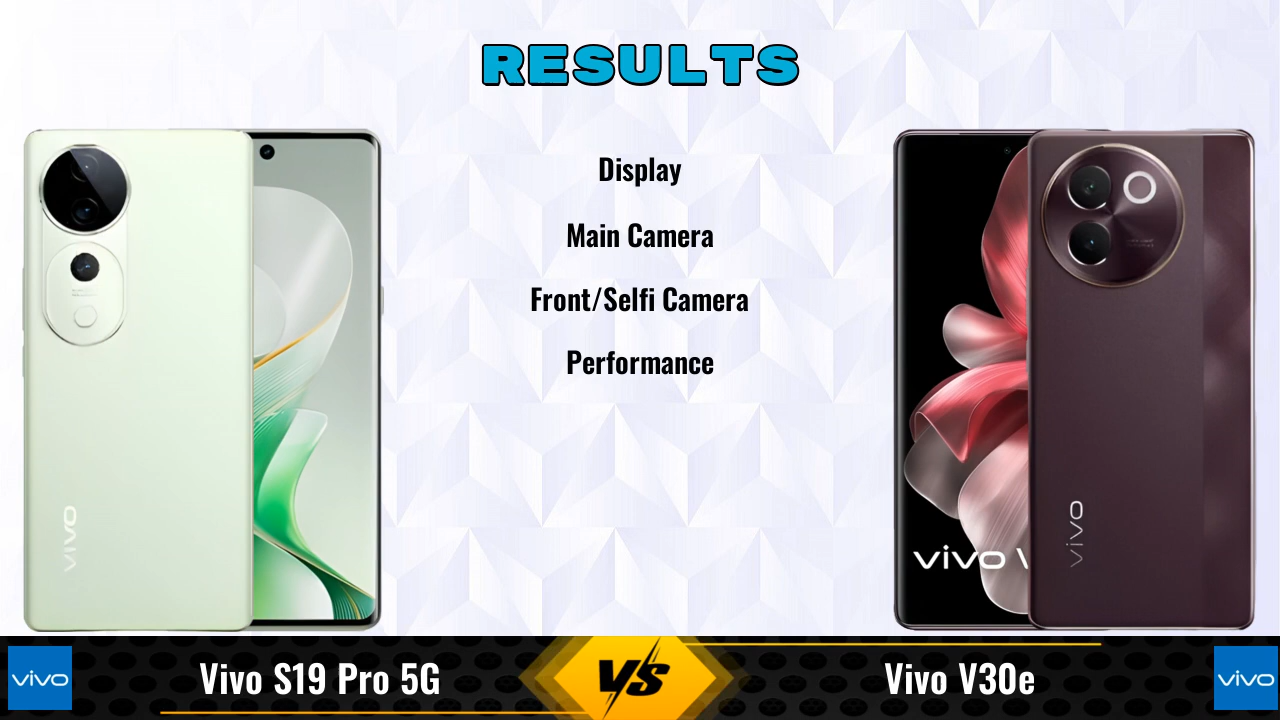 RESULTS
Display
Main Camera
Front/Selfi Camera
Performance
vivo
vivo V
vivo
vivo
Vivo S19 Pro 5G
VS
Vivo V30e
vivo